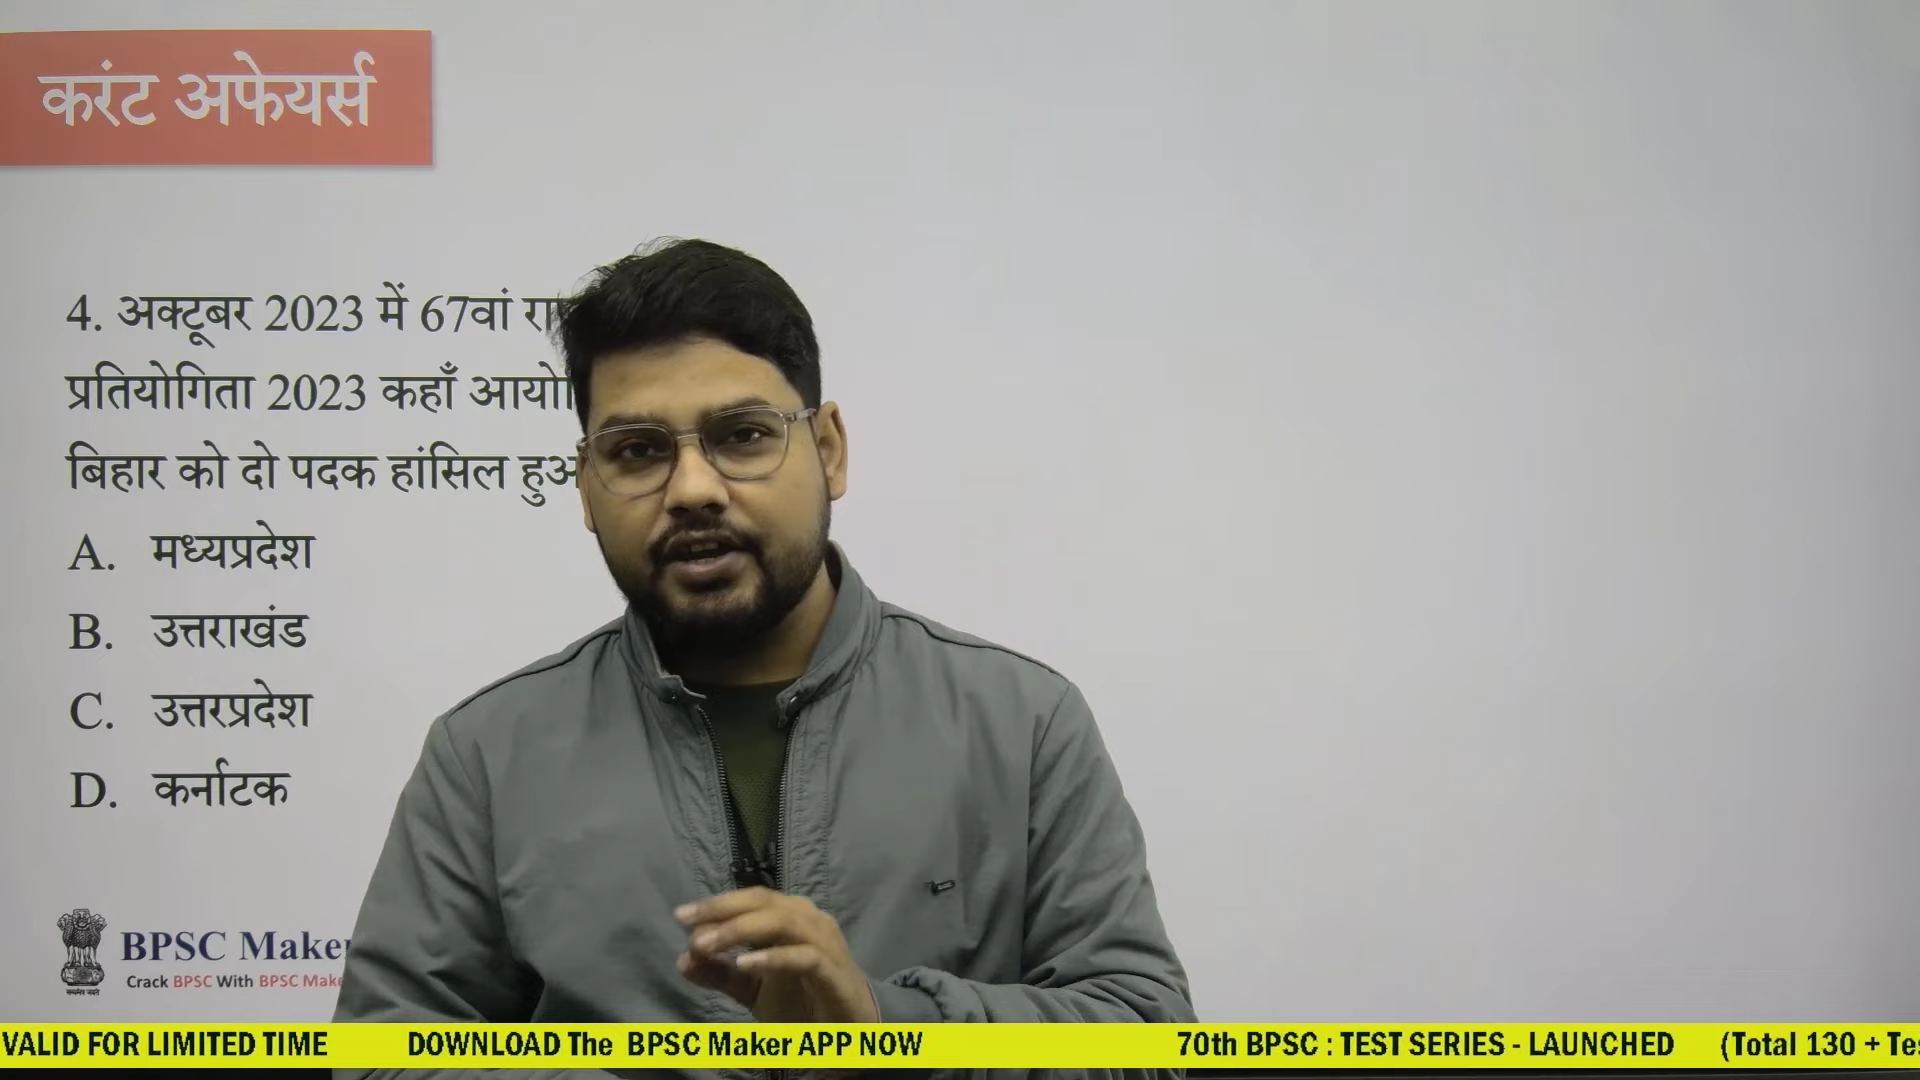 करंट अफेयर्स
4. अक्टूबर 2023 में 67वां
प्रतियोगिता 2023 कहाँ
बिहार को दो पदक हांसिल
A. मध्यप्रदेश
B. उत्तराखंड
C. उत्तरप्रदेश
D. कर्नाटक
BPSC Maker
Crack BPSC With BPSC
VALID FOR LIMITED TIME DOWNLOAD The BPSC Maker APP NOW 70th BPSC : TEST SERIES - LAUNCHED (Total 130 +